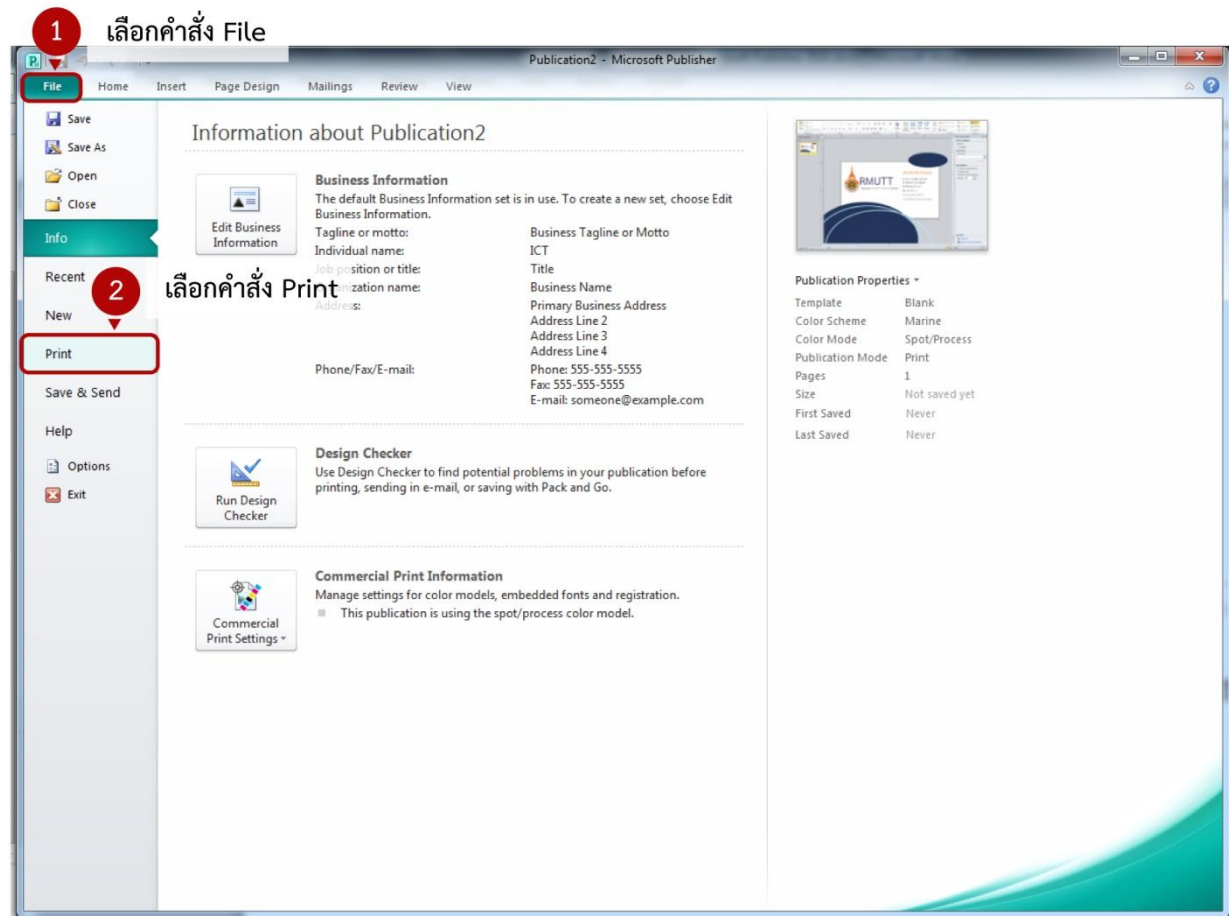 1 เลือกคำสั่ง File
Publication2 - Microsoft Publisher
File Home Insert Page Design Mailings Review View
Save
Save As
Open
Close
Info
Recent
New
Print
Save & Send
Help
Options
Exit
2 เลือกคำสั่ง Print
Information about Publication2
Edit Business
Information
Business Information
The default Business Information set is in use. To create a new set, choose Edit
Business Information.
Tagline or motto: Business Tagline or Motto
Individual name: ICT
Job position or title: Title
zation name: Business Name
Address: Primary Business Address
Address Line 2
Address Line 3
Address Line 4
Phone/Fax/E-mail: Phone: 555-555-5555
Fax: 555-555-5555
E-mail: someone@example.com
Run Design
Checker
Design Checker
Use Design Checker to find potential problems in your publication before
printing, sending in e-mail, or saving with Pack and Go.
Commercial
Print Settings
Commercial Print Information
Manage settings for color models, embedded fonts and registration.
This publication is using the spot/process color model.
RMUTT
Publication Properties
Template Blank
Color Scheme Marine
Color Mode Spot/Process
Publication Mode Print
Pages 1
Size Not saved yet
First Saved Never
Last Saved Never